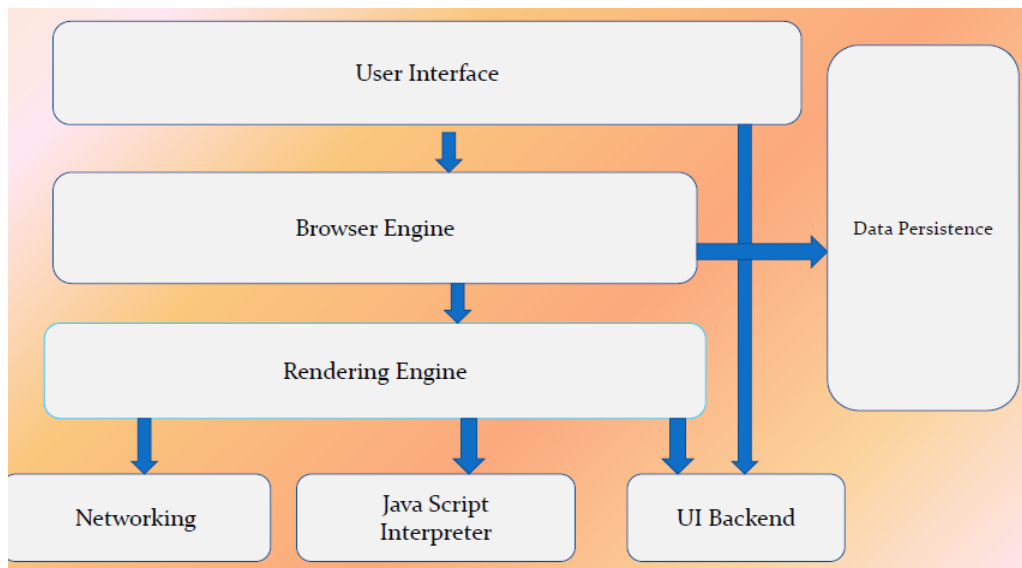 User Interface
Browser Engine
Data Persistence
Rendering Engine
Networking
Java Script
Interpreter
UI Backend